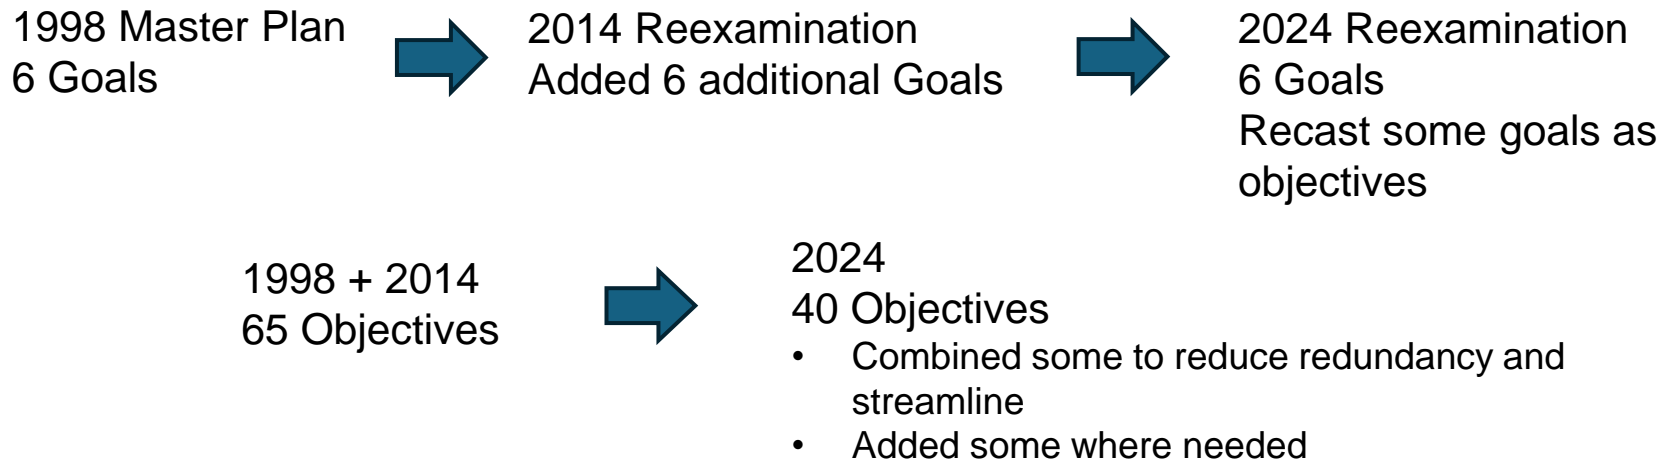 1998 Master Plan
6 Goals
2014 Reexamination
Added 6 additional Goals
2024 Reexamination
6 Goals
Recast some goals as
objectives
1998 + 2014
65 Objectives
2024
40 Objectives
• Combined some to reduce redundancy and
streamline
• Added some where needed